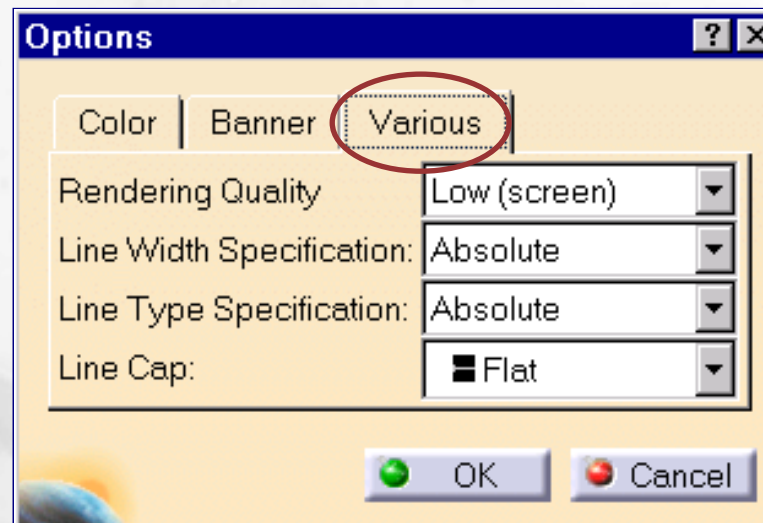 Options
Color Banner Various
Rendering Quality Low (screen)
Line Width Specification: Absolute
Line Type Specification: Absolute
Line Cap: Flat
OK Cancel